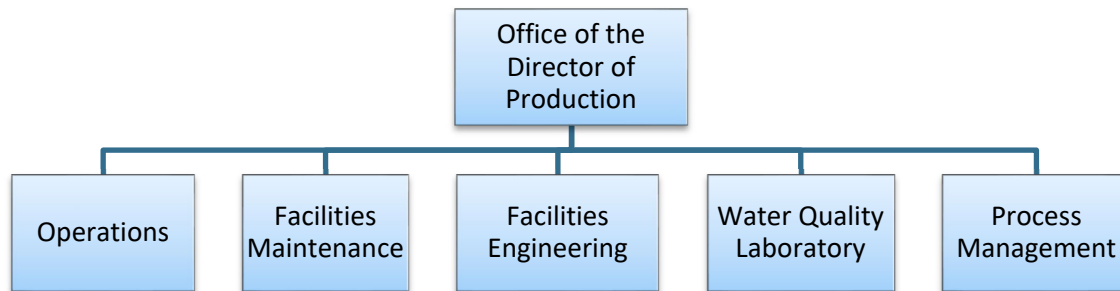 Office of the
Director of
Production
Operations
Facilities
Maintenance
Facilities
Engineering
Water Quality
Laboratory
Process
Management